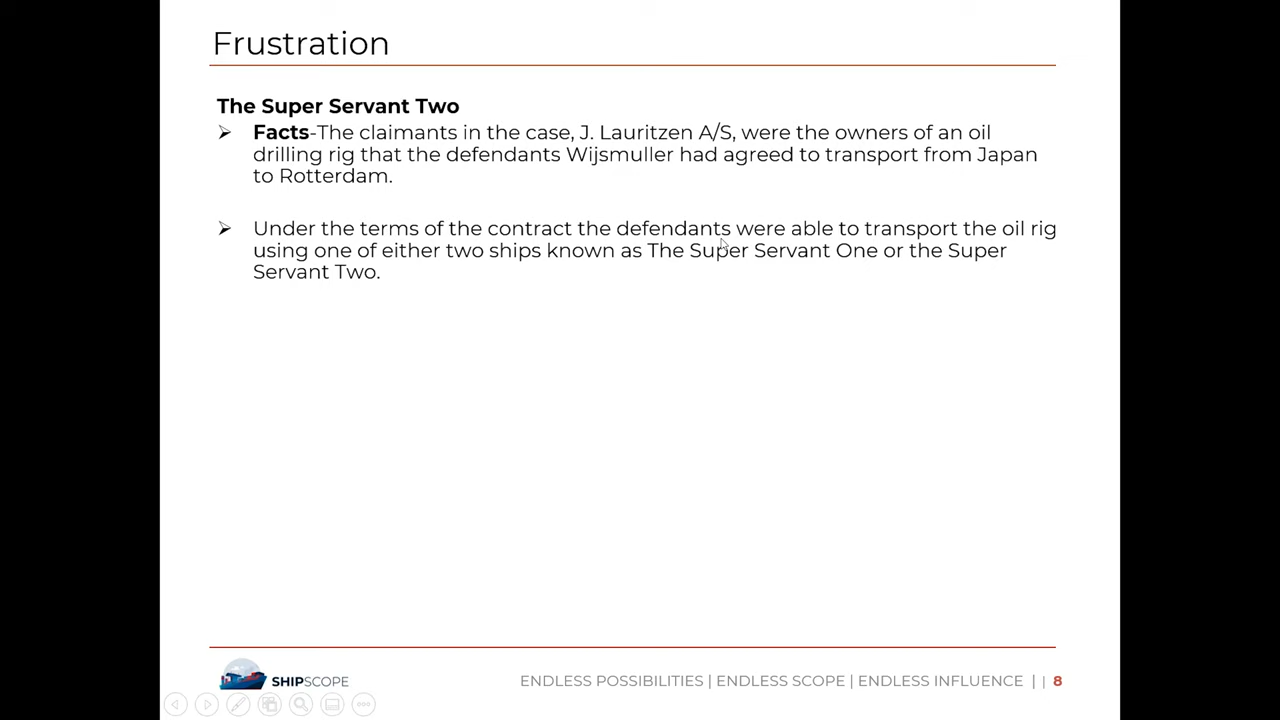 Frustration
The Super Servant Two
Facts-The claimants in the case, J. Lauritzen A/S, were the owners of an oil
drilling rig that the defendants Wijsmuller had agreed to transport from Japan
to Rotterdam.
Under the terms of the contract the defendants were able to transport the oil rig
using one of either two ships known as The Super Servant One or the Super
Servant Two.
SHIPSCOPE
ENDLESS POSSIBILITIES | ENDLESS SCOPE | ENDLESS INFLUENCE | | 8